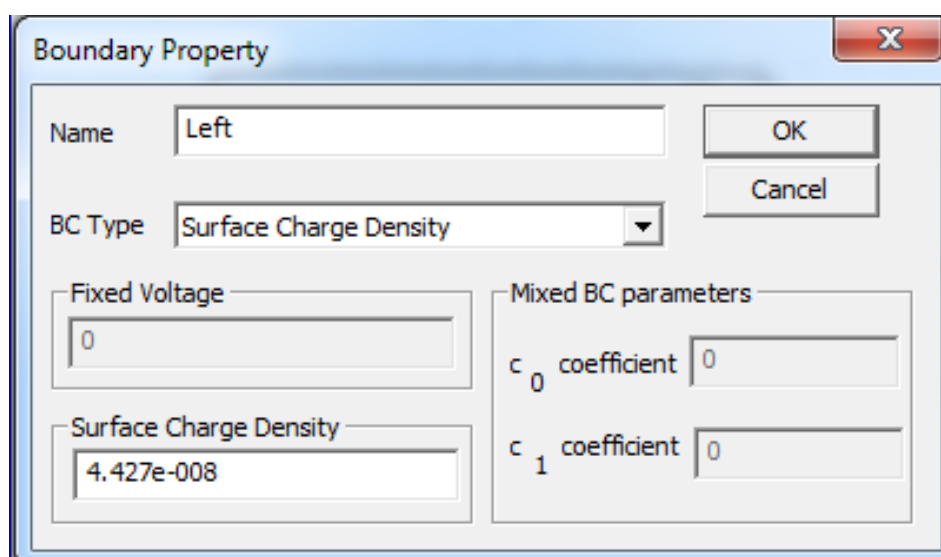 Boundary Property
Name Left OK
Cancel
BC Type Surface Charge Density
Fixed Voltage
0
Surface Charge Density
4.427e-008
Mixed BC parameters
c 0 coefficient 0
c 1 coefficient 0